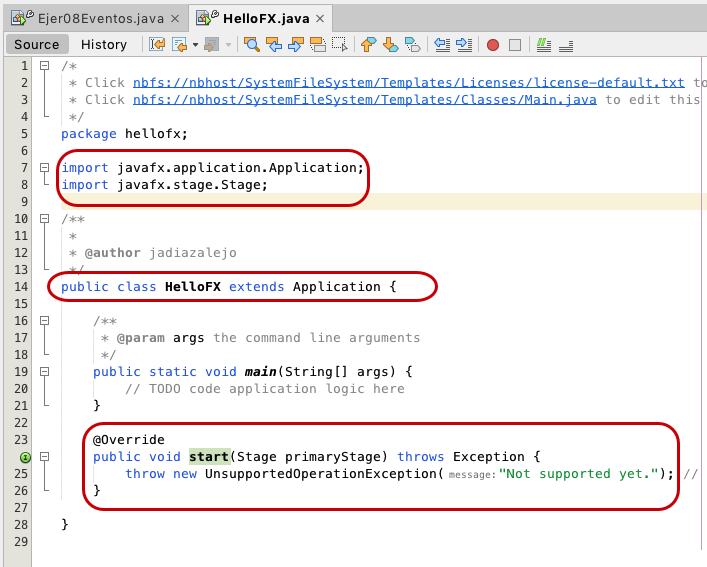 Ejer08Eventos.java × HelloFX.java ×
Source History
1 /*
2 * Click nbfs://nbhost/SystemFileSystem/Templates/Licenses/license-default.txt to
3 * Click nbfs://nbhost/SystemFileSystem/Templates/Classes/Main.java to edit this
4 */
5 package hellofx;
6
7 import javafx.application.Application;
8 import javafx.stage.Stage;
9
10 /**
11 *
12 * @author jadiazalejo
13 */
14 public class HelloFX extends Application {
15
16 /**
17 * @param args the command line arguments
18 */
19 public static void main(String[] args) {
20 // TODO code application logic here
21 }
22
23 @Override
public void start(Stage primaryStage) throws Exception {
25 throw new UnsupportedOperationException(message:"Not supported yet."); //
26 }
27
28 }
29